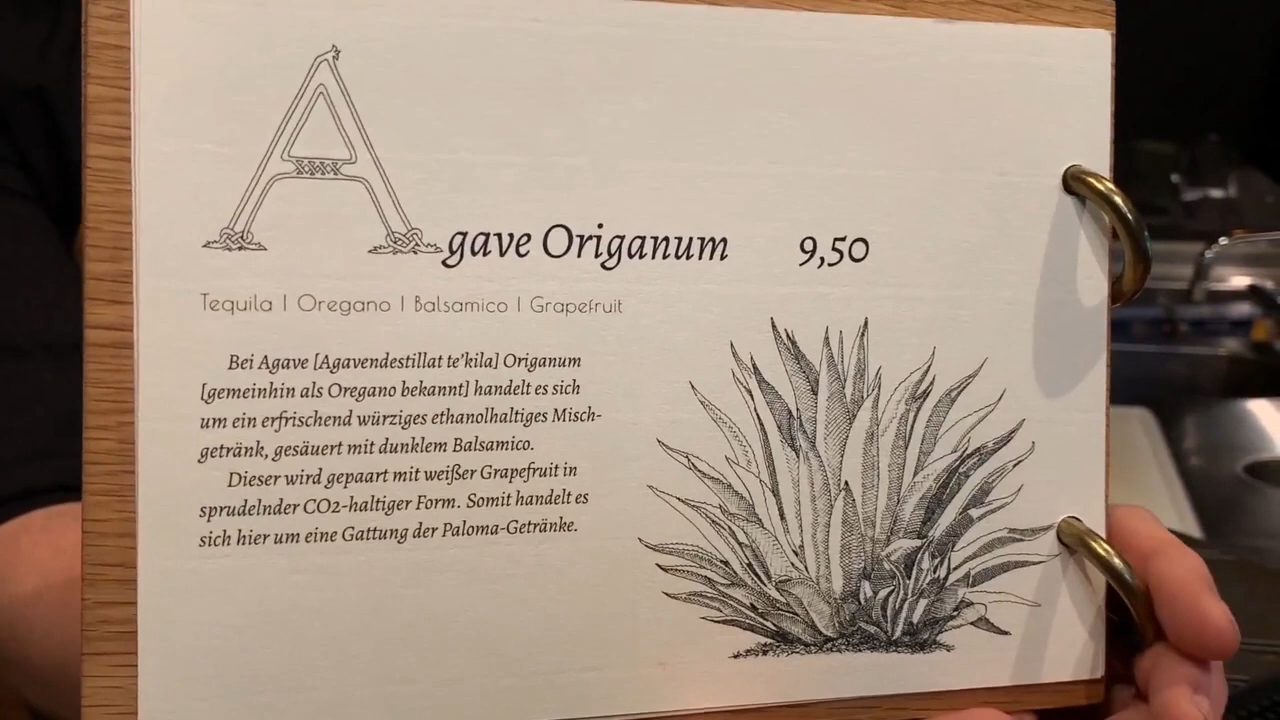 Agave Origanum 9,50
Tequila | Oregano | Balsamico | Grapefruit
Bei Agave [Agavendestillat te’kila] Origanum
[gemeinhin als Oregano bekannt] handelt es sich
um ein erfrischend würziges ethanolhaltiges Misch-
getränk, gesäuert mit dunklem Balsamico.
Dieser wird gepaart mit weißer Grapefruit in
sprudelnder CO2-haltiger Form. Somit handelt es
sich hier um eine Gattung der Paloma-Getränke.